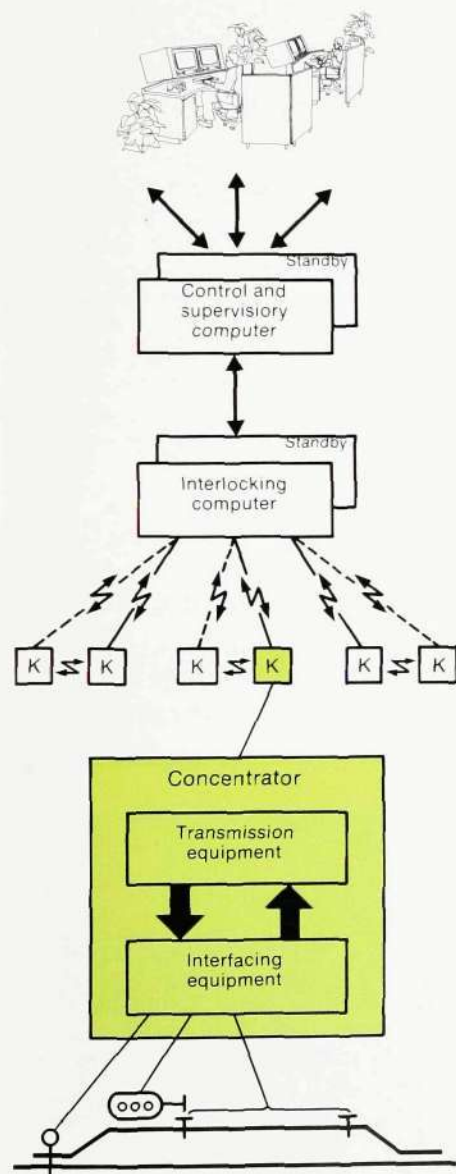 Standby
Control and
supervisiory
computer
Standby
Interlocking
computer
K K K K K K
Concentrator
Transmission
equipment
Interfacing
equipment